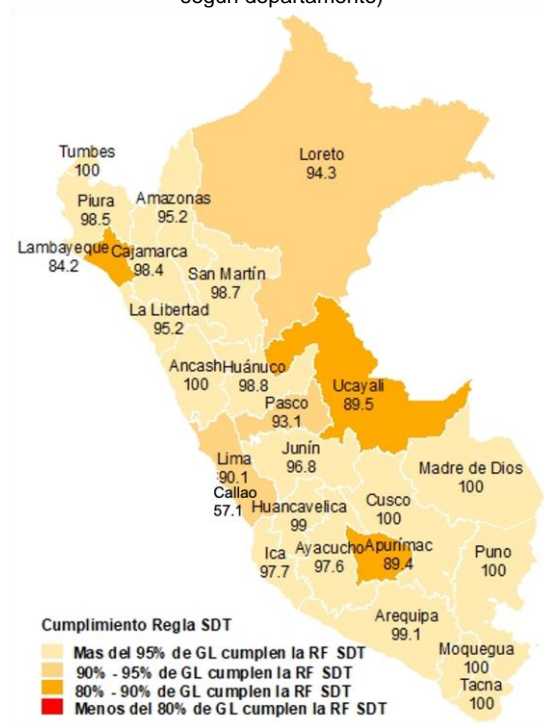 según departamento)
Loreto
94.3
Tumbes
100
Piura
98.5
Amazonas
95.2
Lambayeque
84.2
Cajamarca
98.4
San Martín
98.7
La Libertad
95.2
Ancash
100
Huánuco
98.8
Ucayali
89.5
Pasco
93.1
Junín
96.8
Lima
90.1
Callao
57.1
Madre de Dios
100
Cusco
100
Huancavelica
99
Ica
97.7
Ayacucho
97.6
Apurímac
89.4
Puno
100
Arequipa
99.1
Moquegua
100
Tacna
100
Cumplimiento Regla SDT
Mas del 95% de GL cumplen la RF SDT
90% - 95% de GL cumplen la RF SDT
80% - 90% de GL cumplen la RF SDT
Menos del 80% de GL cumplen la RF SDT